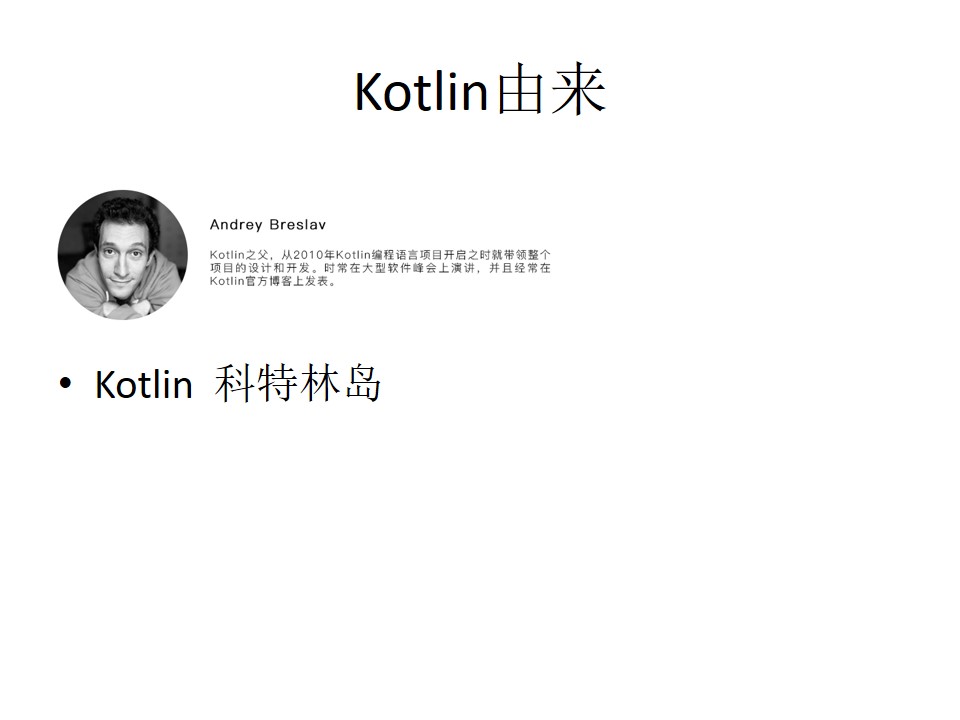 Kotlin由来
Andrey Breslav
Kotlin之父，从2010年Kotlin编程语言项目开启之时就带领整个
项目的设计和开发。时常在大型软件峰会上演讲，并且经常在
Kotlin官方博客上发表。
• Kotlin 科特林岛